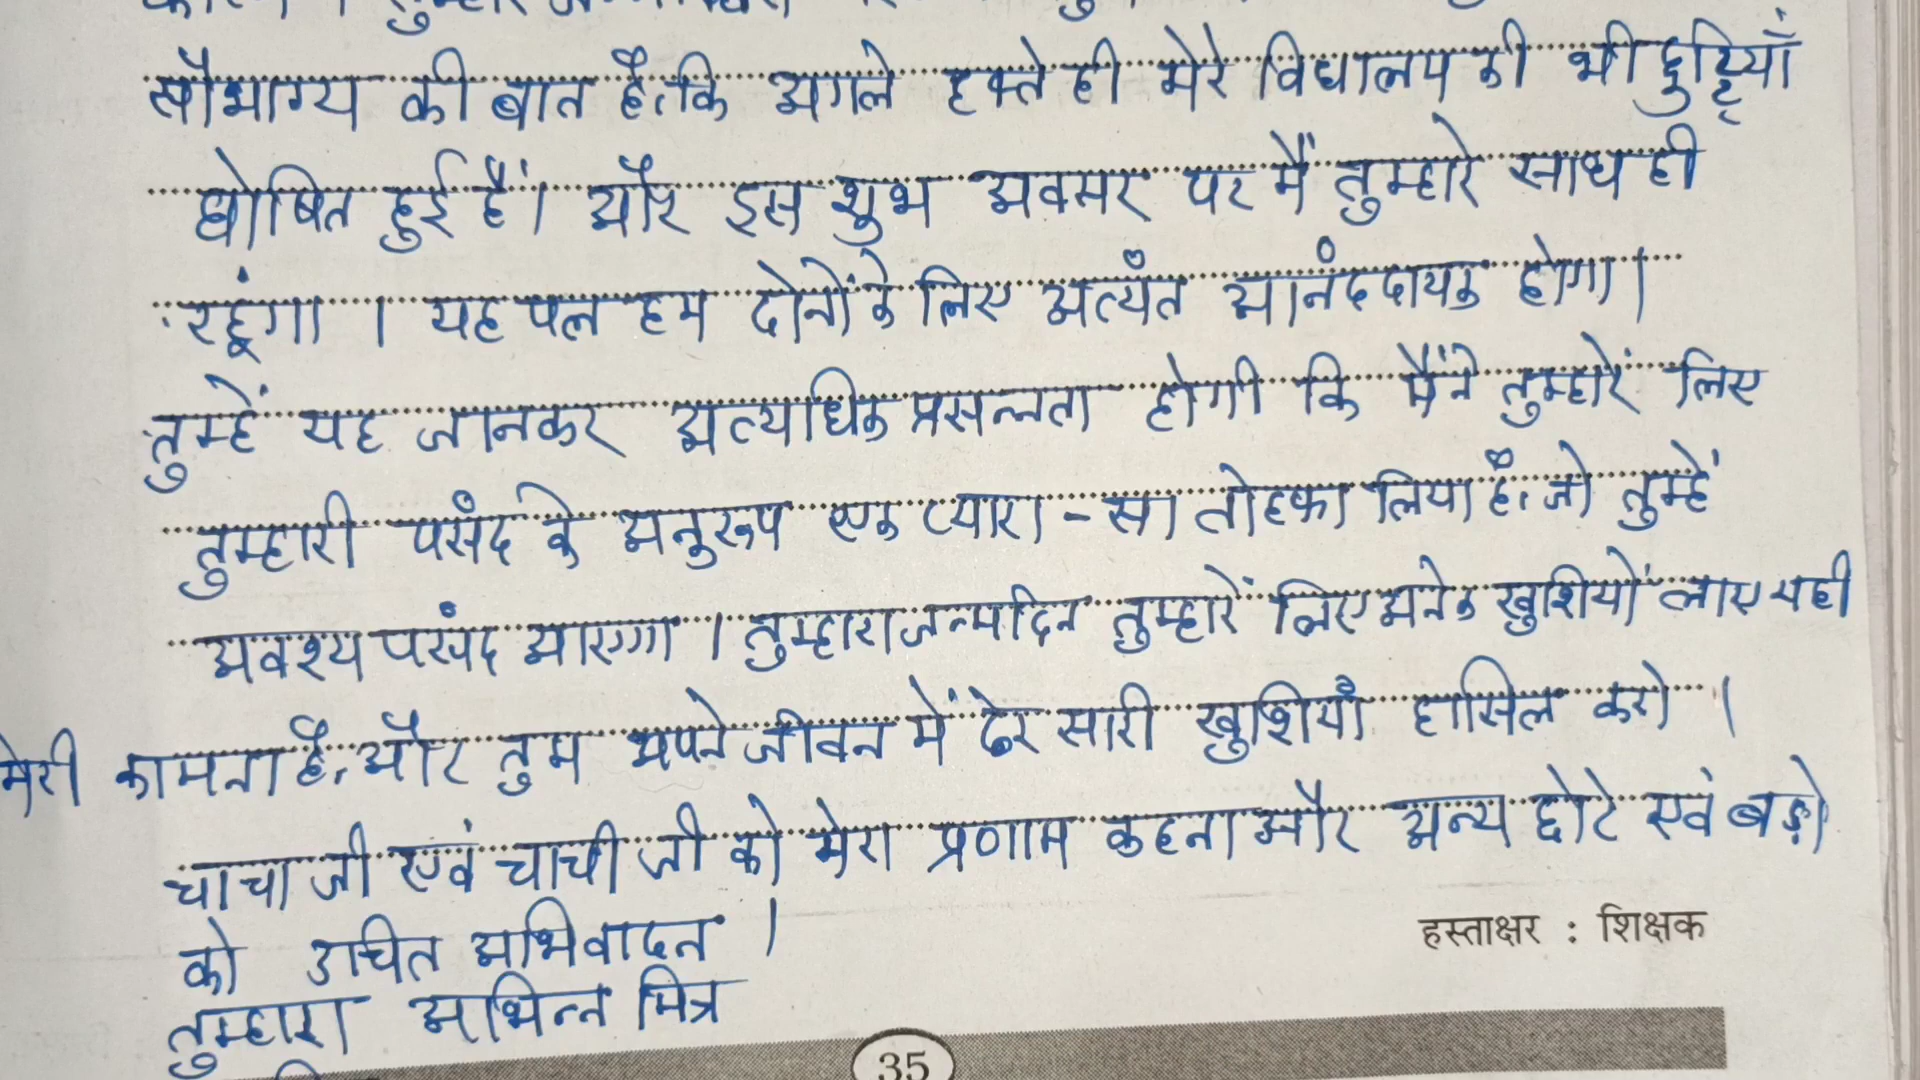 सौभाग्य की बात है, कि अगले हफ्ते ही मेरे विद्यालय की भी छुट्टियाँ
घोषित हुई हैं। और इस शुभ अवसर पर मैं तुम्हारे साथ ही
रहूंगा । यह पल हम दोनों के लिए अत्यंत आनंददायक होगा।
तुम्हें यह जानकर अत्यधिक प्रसन्नता होगी कि मैंने तुम्हारें लिए
तुम्हारी पसंद के अनुरूप एक प्यारा - सा तोहफा लिया है, जो तुम्हें
अवश्य पसंद आएगा । तुम्हारा जन्मदिन तुम्हारें लिए अनेक खुशियों लाए यही
मेरी कामना है, और तुम अपने जीवन में ढेर सारी खुशियाँ हासिल करो ।
चाचा जी एवं चाची जी को मेरा प्रणाम कहना और अन्य छोटे एवं बड़ो
को उचित अभिवादन ।
हस्ताक्षर : शिक्षक
तुम्हारा अभिन्न मित्र
35